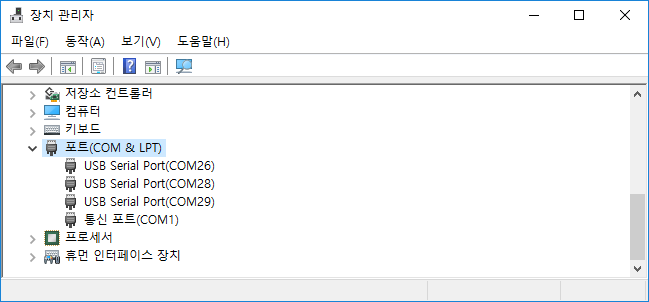 장치 관리자
파일(F) 동작(A) 보기(V) 도움말(H)
저장소 컨트롤러
컴퓨터
키보드
포트(COM & LPT)
USB Serial Port(COM26)
USB Serial Port(COM28)
USB Serial Port(COM29)
통신 포트(COM1)
프로세서
휴먼 인터페이스 장치